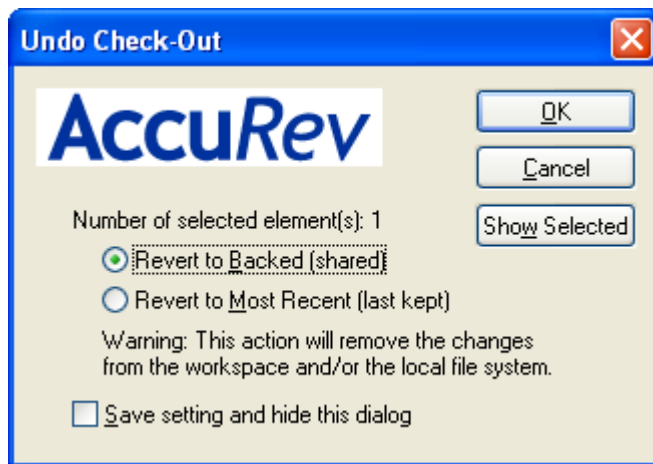 Undo Check-Out
AccuRev
OK
Cancel
Show Selected
Number of selected element(s): 1
Revert to Backed (shared)
Revert to Most Recent (last kept)
Warning: This action will remove the changes
from the workspace and/or the local file system.
Save setting and hide this dialog